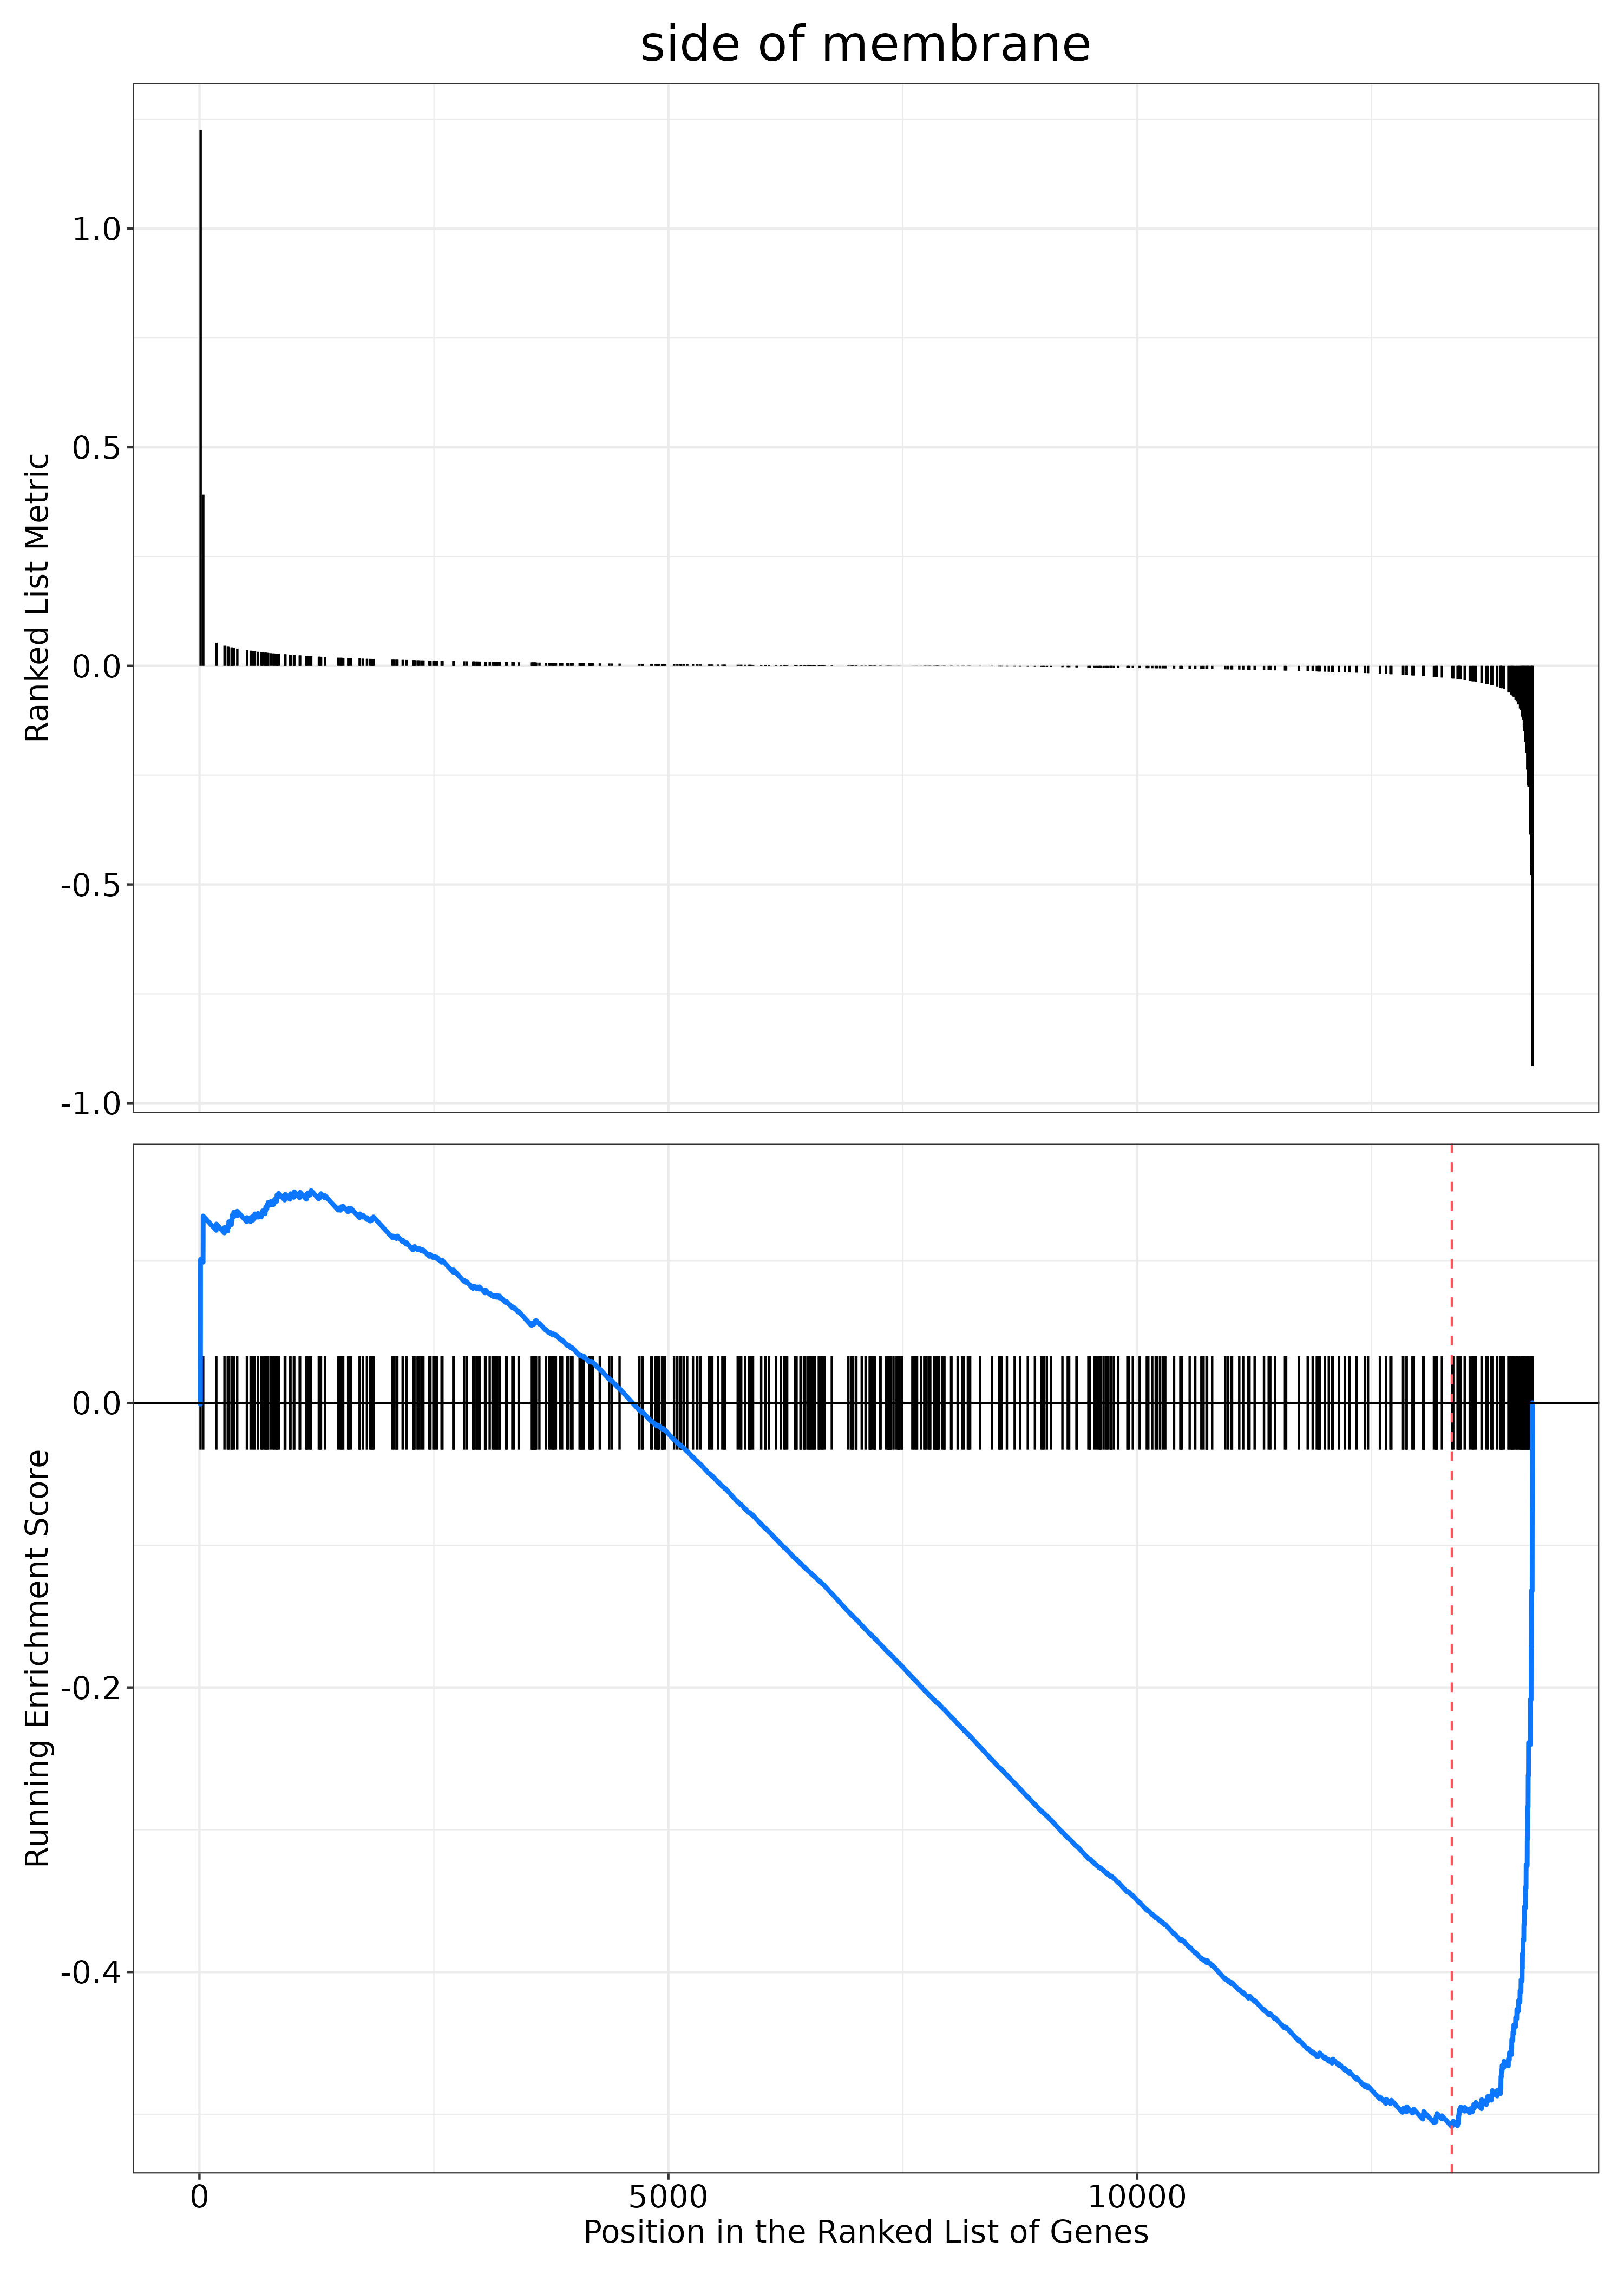 side of membrane
1.0
0.5
0.0
-0.5
-1.0
Ranked List Metric
0.0
-0.2
-0.4
Running Enrichment Score
0
5000
10000
Position in the Ranked List of Genes